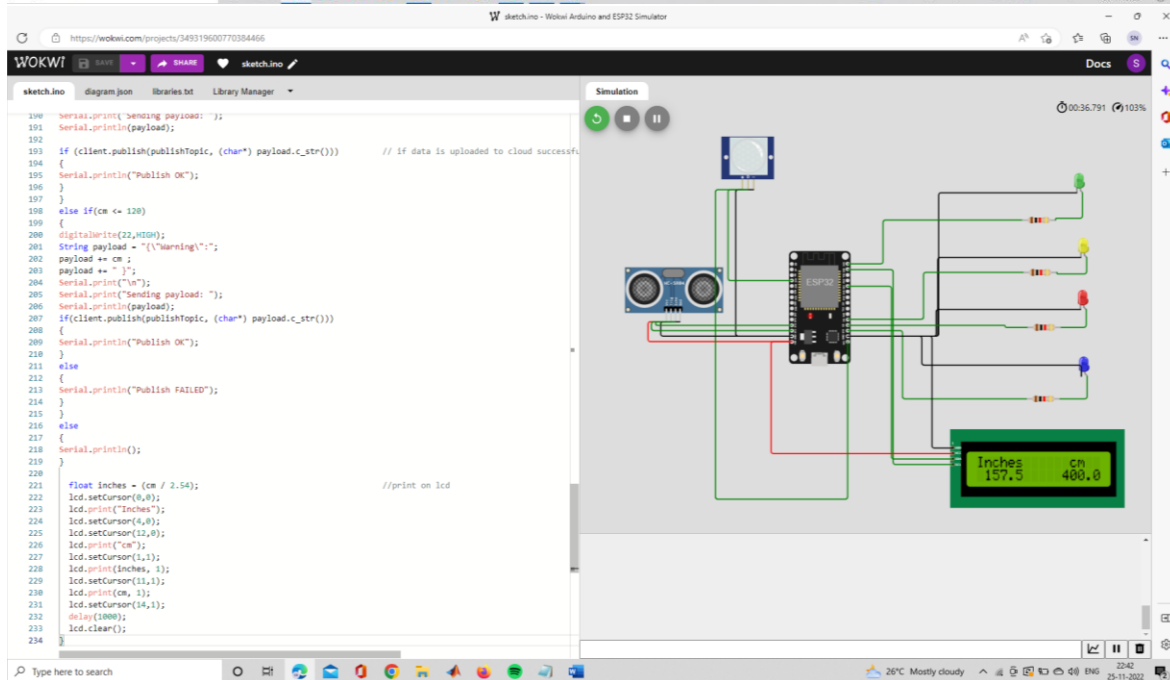 sketch.ino - Wokwi Arduino and ESP32 Simulator
https://wokwi.com/projects/349319600770384466
SN
WOKWI SAVE SHARE sketch.ino Docs S
sketch.ino diagram.json libraries.txt Library Manager
Simulation
00:36.791 103%
190 Serial.print("Sending payload: ");
191 Serial.println(payload);
192
193 if (client.publish(publishTopic, (char*) payload.c_str())) // if data is uploaded to cloud successfu
194 {
195 Serial.println("Publish OK");
196 }
197 }
198 else if(cm <= 120)
199 {
200 digitalWrite(22,HIGH);
201 String payload = "{\"Warning\":";
202 payload += cm ;
203 payload += " }";
204 Serial.print("\n");
205 Serial.print("Sending payload: ");
206 Serial.println(payload);
207 if(client.publish(publishTopic, (char*) payload.c_str()))
208 {
209 Serial.println("Publish OK");
210 }
211 else
212 {
213 Serial.println("Publish FAILED");
214 }
215 }
216 else
217 {
218 Serial.println();
219 }
220
221 float inches = (cm / 2.54); //print on lcd
222 lcd.setCursor(0,0);
223 lcd.print("Inches");
224 lcd.setCursor(4,0);
225 lcd.setCursor(12,0);
226 lcd.print("cm");
227 lcd.setCursor(1,1);
228 lcd.print(inches, 1);
229 lcd.setCursor(11,1);
230 lcd.print(cm, 1);
231 lcd.setCursor(14,1);
232 delay(1000);
233 lcd.clear();
234 }
ESP32
Inches cm
157.5 400.0
Type here to search
26°C Mostly cloudy ENG 22:42
25-11-2022